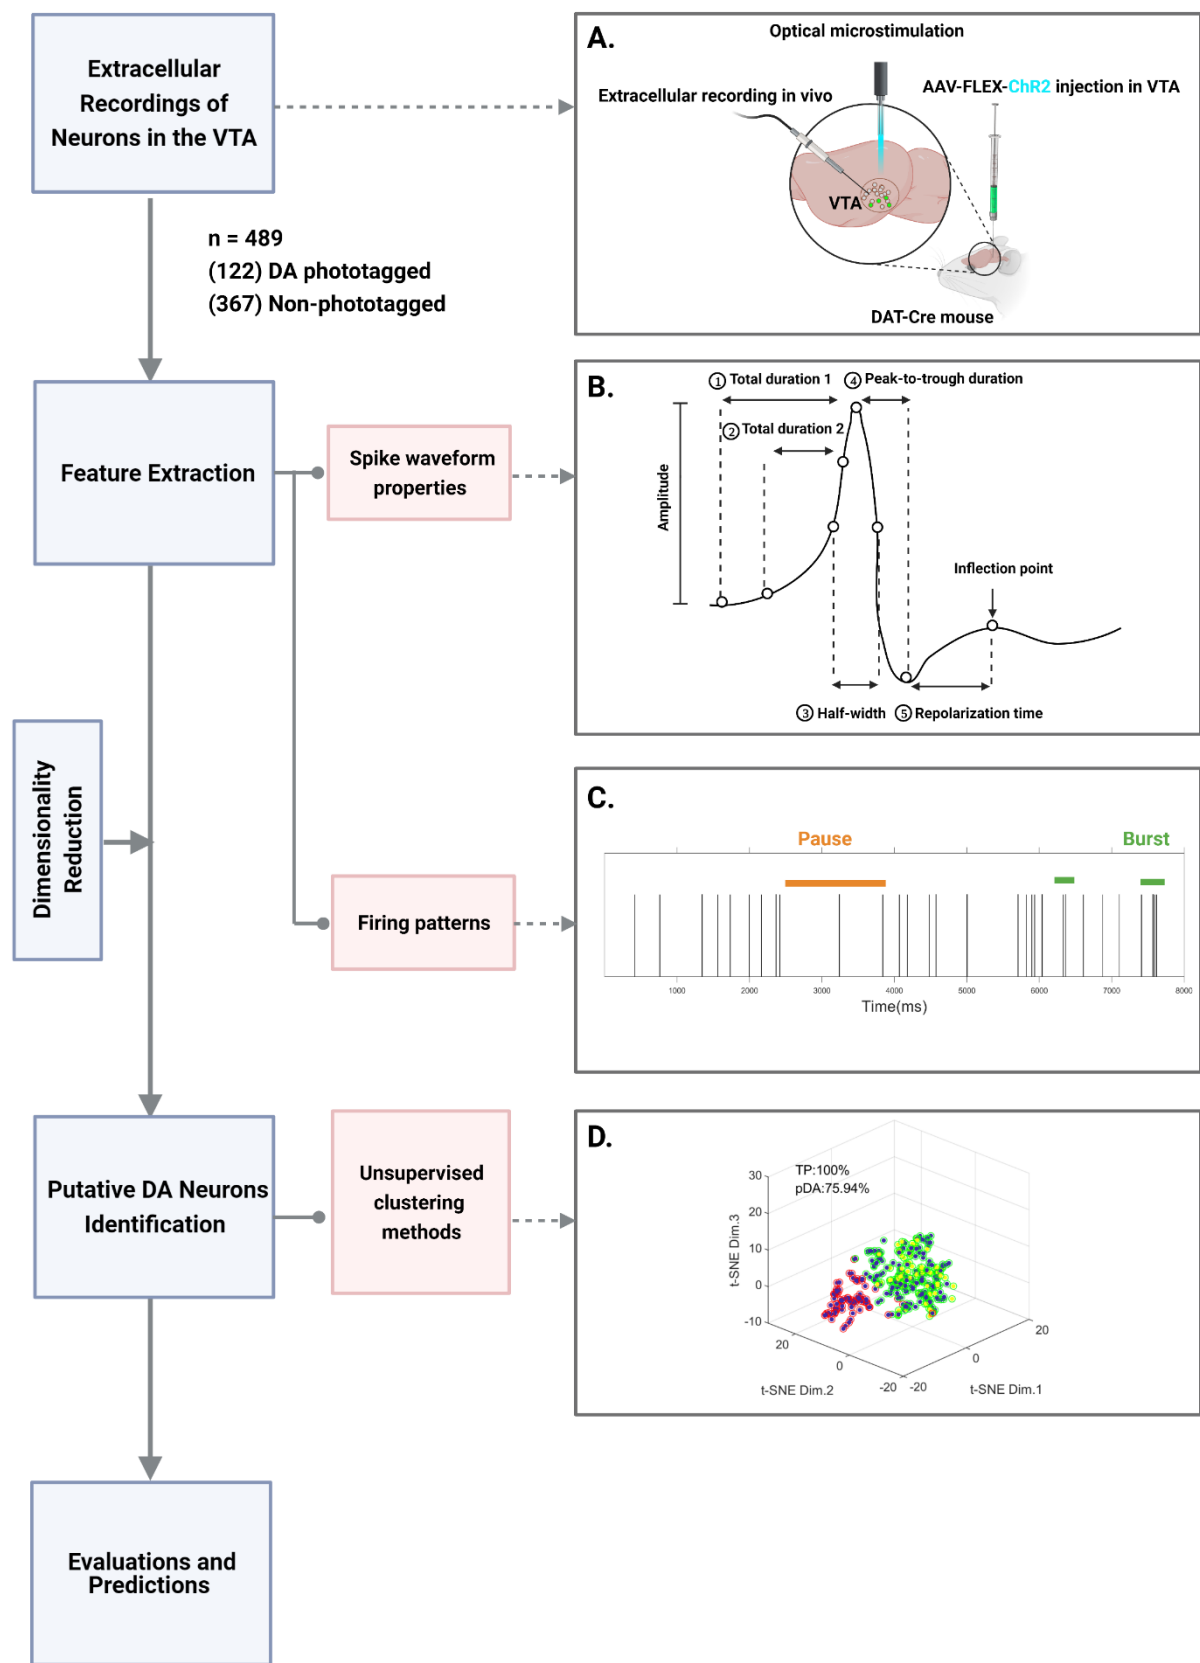 Extracellular
Recordings of
Neurons in the VTA
n = 489
(122) DA phototagged
(367) Non-phototagged
A.
Optical microstimulation
Extracellular recording in vivo
AAV-FLEX-ChR2 injection in VTA
VTA
DAT-Cre mouse
Feature Extraction
Spike waveform
properties
B.
① Total duration 1
④ Peak-to-trough duration
② Total duration 2
Amplitude
Inflection point
③ Half-width
⑤ Repolarization time
Dimensionality
Reduction
Firing patterns
C.
Pause
Burst
1000 2000 3000 4000 5000 6000 7000 8000
Time(ms)
Putative DA Neurons
Identification
Unsupervised
clustering
methods
D.
TP:100%
pDA:75.94%
30
20
10
0
-10
t-SNE Dim.3
20
0
-20
t-SNE Dim.2
-20
0
20
t-SNE Dim.1
Evaluations and
Predictions